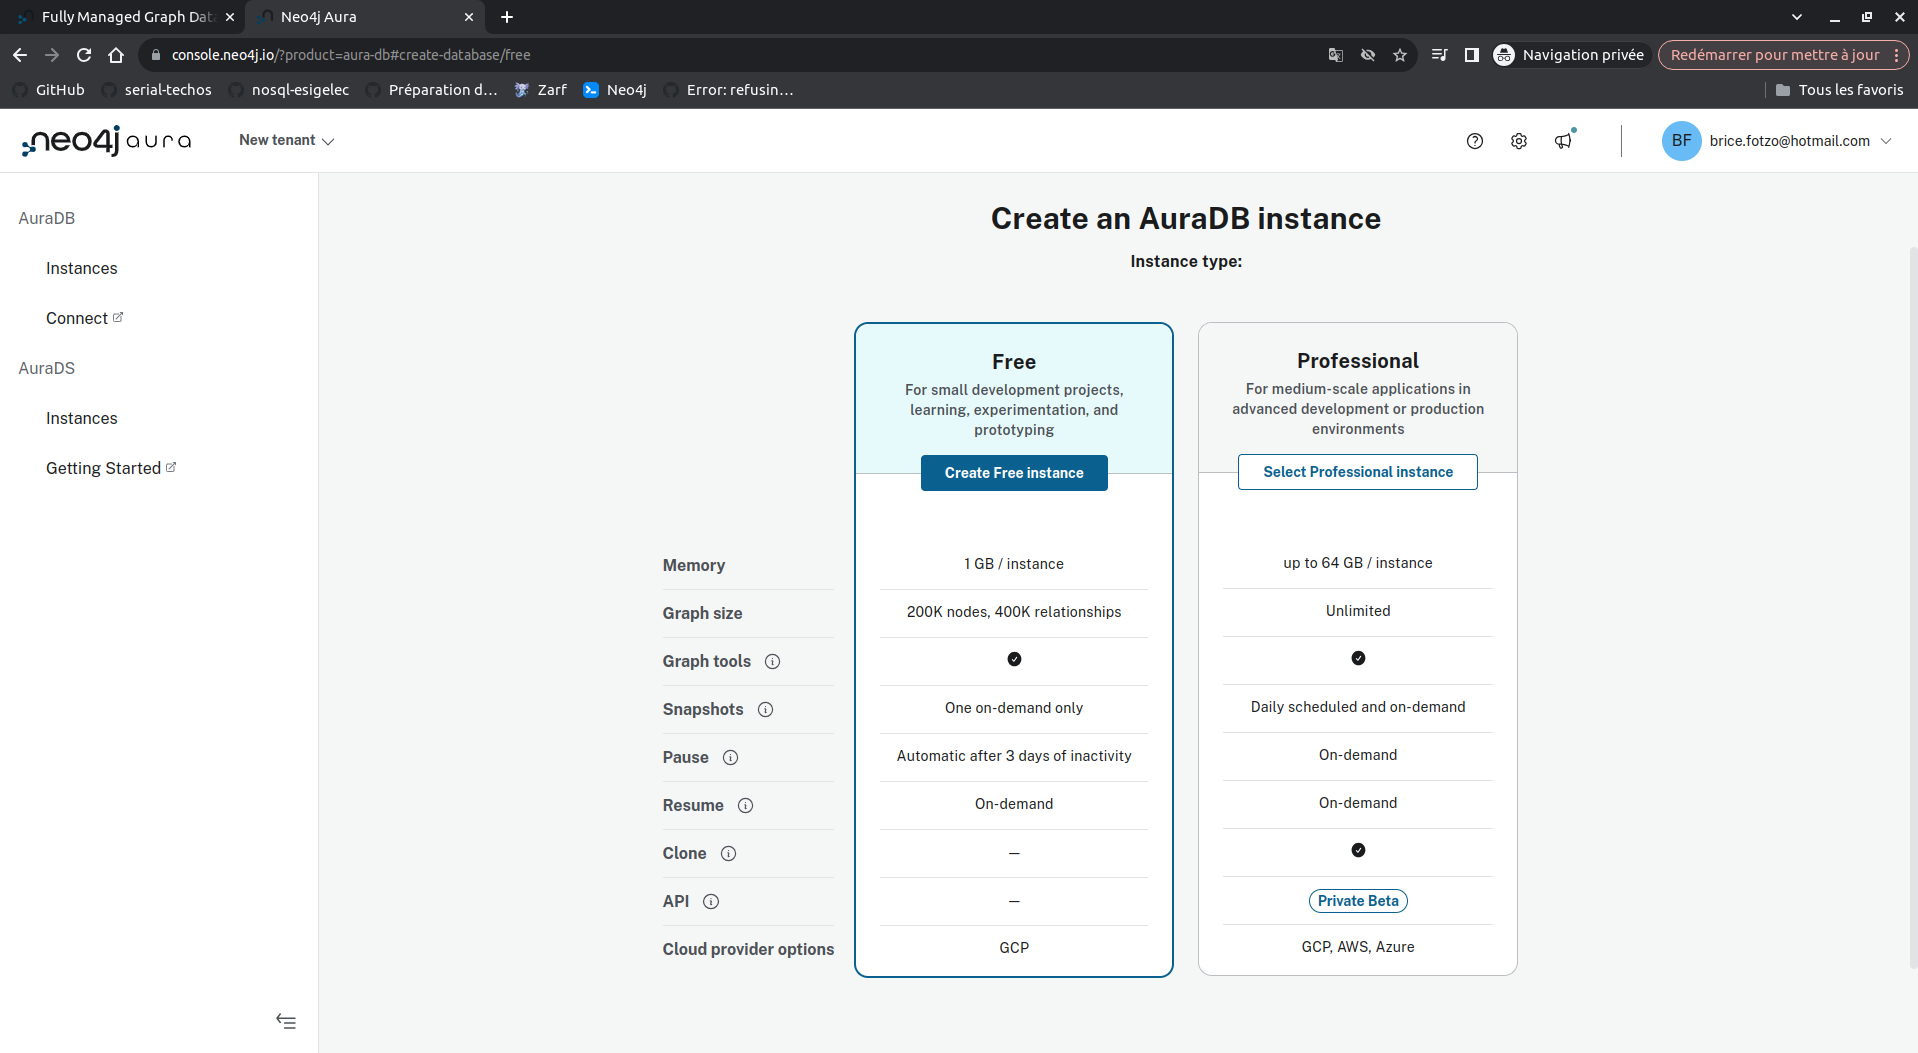 Fully Managed Graph Dat
Neo4j Aura
console.neo4j.io/?product=aura-db#create-database/free
Navigation privée
Redémarrer pour mettre à jour
GitHub
serial-techos
nosql-esigelec
Préparation d...
Zarf
Neo4j
Error: refusin...
Tous les favoris
neo4j aura
New tenant
BF
brice.fotzo@hotmail.com
AuraDB
Instances
Connect
AuraDS
Instances
Getting Started
Create an AuraDB instance
Instance type:
Free
For small development projects,
learning, experimentation, and
prototyping
Create Free instance
Professional
For medium-scale applications in
advanced development or production
environments
Select Professional instance
Memory
1 GB / instance
up to 64 GB / instance
Graph size
200K nodes, 400K relationships
Unlimited
Graph tools
Snapshots
One on-demand only
Daily scheduled and on-demand
Pause
Automatic after 3 days of inactivity
On-demand
Resume
On-demand
On-demand
Clone
—
API
—
Private Beta
Cloud provider options
GCP
GCP, AWS, Azure